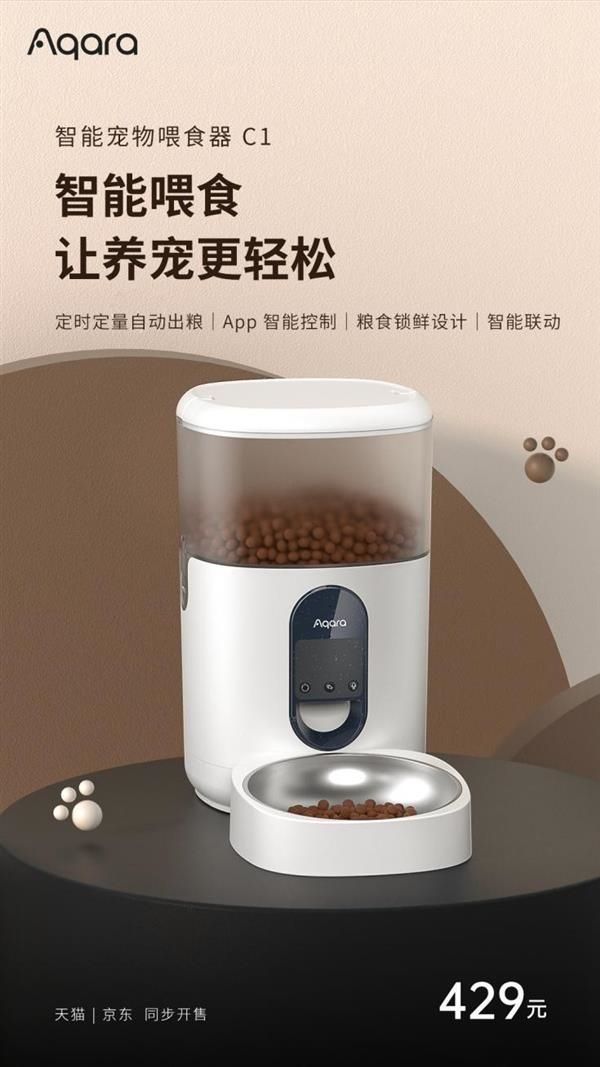 Aqara
智能宠物喂食器 C1
智能喂食
让养宠更轻松
定时定量自动出粮｜App 智能控制｜粮食锁鲜设计｜智能联动
Aqara
429元
天猫｜京东 同步开售